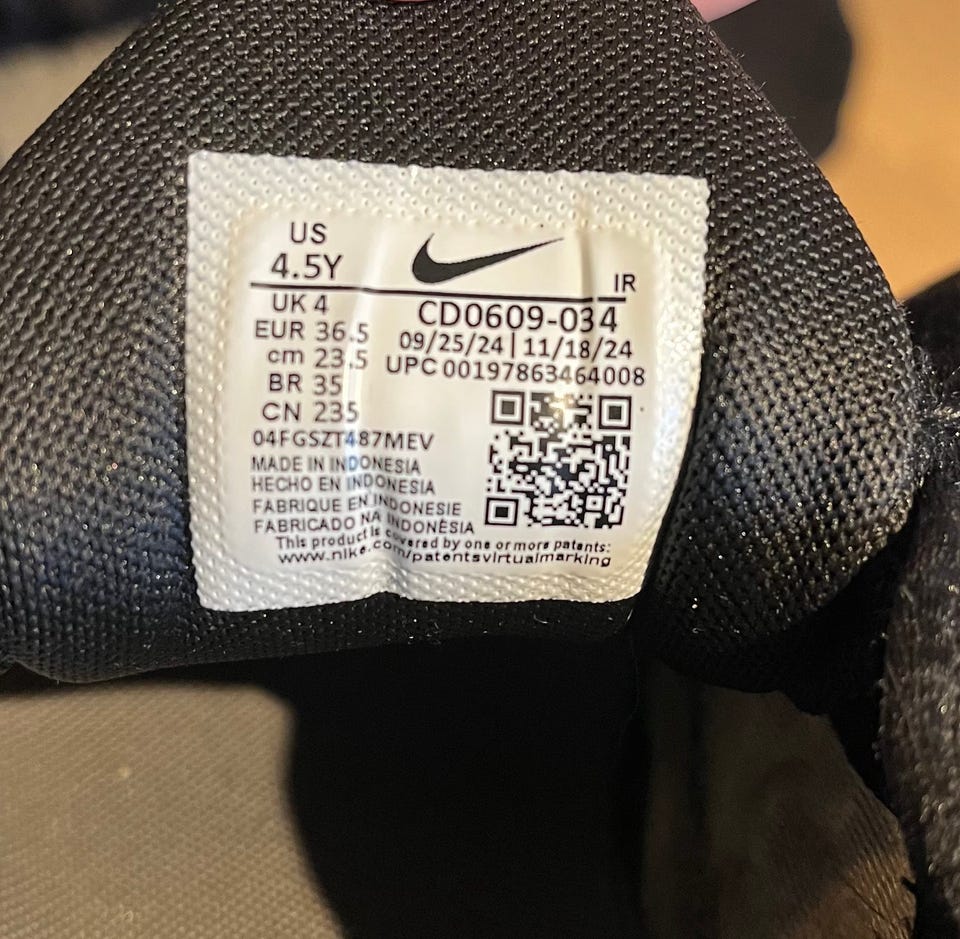 US
4.5Y
IR
UK 4
EUR 36.5
cm 23.5
BR 35
CN 235
CD0609-034
09/25/24 | 11/18/24
UPC 00197863464008
04FGSZT487MEV
MADE IN INDONESIA
HECHO EN INDONESIA
FABRIQUE EN INDONESIE
FABRICADO NA INDONÉSIA
This product is covered by one or more patents:
www.nike.com/patentsvirtualmarking